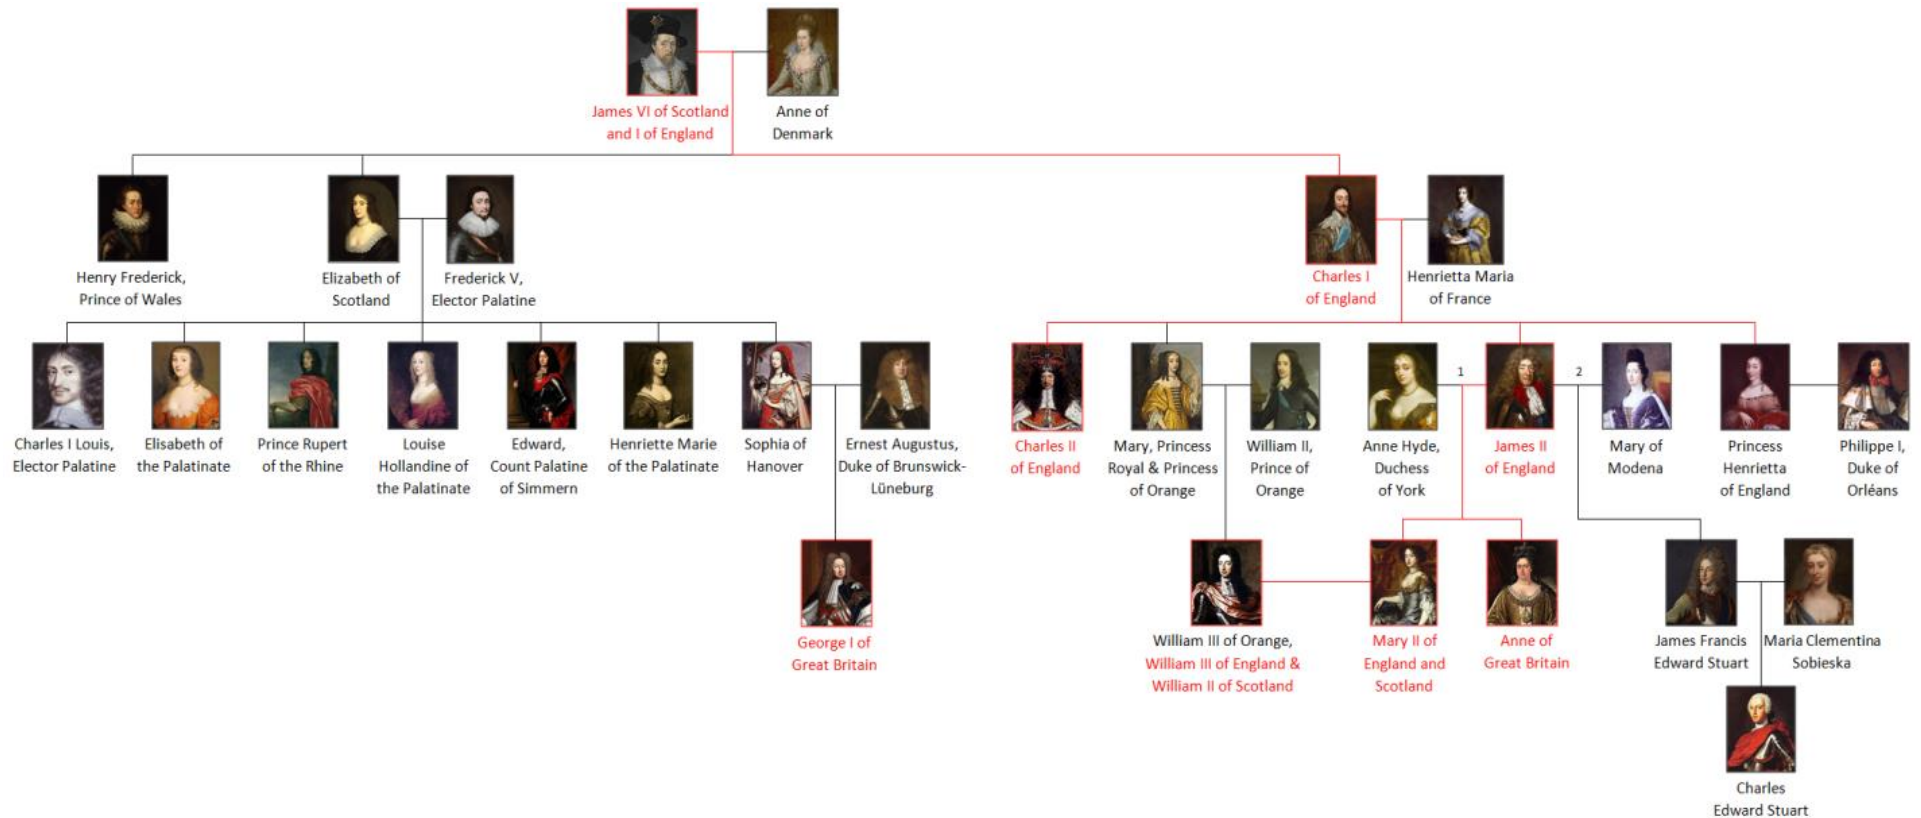 James VI of Scotland
and I of England
Anne of
Denmark
Henry Frederick,
Prince of Wales
Elizabeth of
Scotland
Frederick V,
Elector Palatine
Charles I
of England
Henrietta Maria
of France
Charles I Louis,
Elector Palatine
Elisabeth of
the Palatinate
Prince Rupert
of the Rhine
Louise
Hollandine of
the Palatinate
Edward,
Count Palatine
of Simmern
Henriette Marie
of the Palatinate
Sophia of
Hanover
Ernest Augustus,
Duke of Brunswick-
Lüneburg
Charles II
of England
Mary, Princess
Royal & Princess
of Orange
William II,
Prince of
Orange
Anne Hyde,
Duchess
of York
1
James II
of England
2
Mary of
Modena
Princess
Henrietta
of England
Philippe I,
Duke of
Orléans
George I of
Great Britain
William III of Orange,
William III of England &
William II of Scotland
Mary II of
England and
Scotland
Anne of
Great Britain
James Francis
Edward Stuart
Maria Clementina
Sobieska
Charles
Edward Stuart